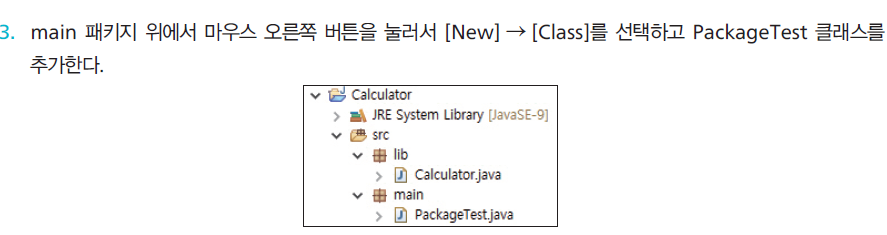 3. main 패키지 위에서 마우스 오른쪽 버튼을 눌러서 [New] → [Class]를 선택하고 PackageTest 클래스를
추가한다.
Calculator
JRE System Library [JavaSE-9]
src
lib
Calculator.java
main
PackageTest.java